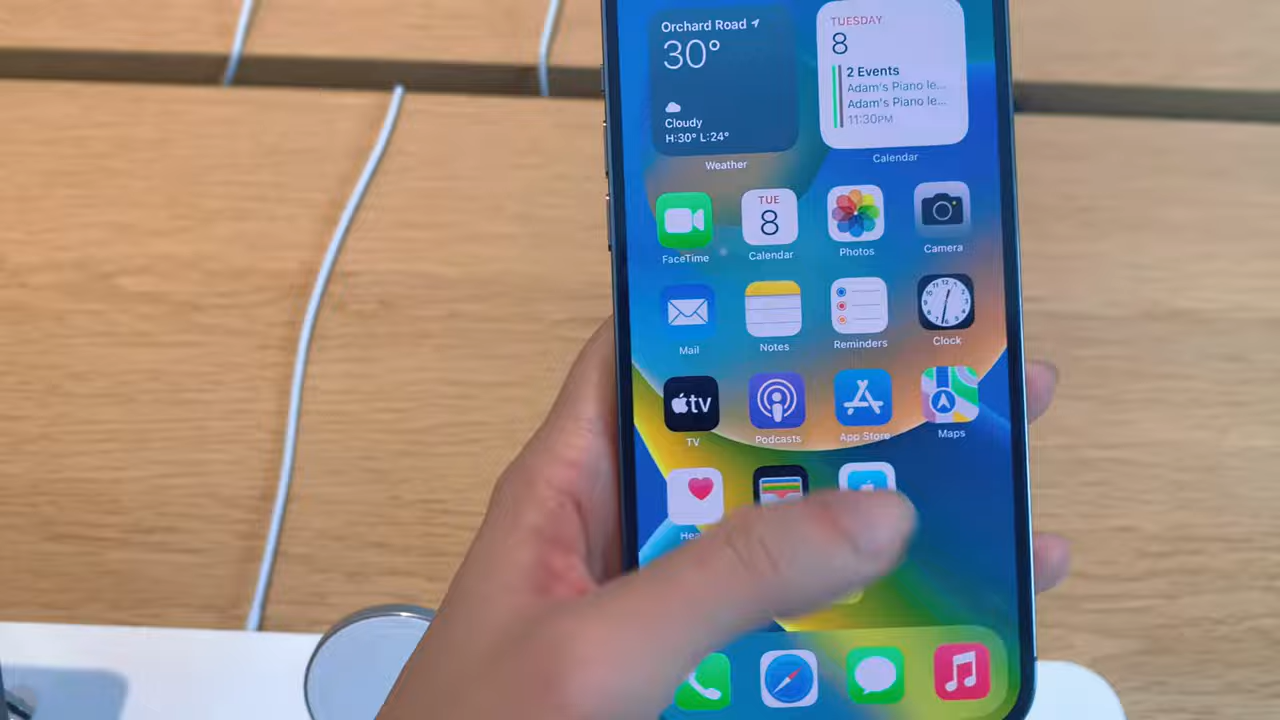 Orchard Road
30°
Cloudy
H:30° L:24°
Weather
TUESDAY
8
2 Events
Adam's Piano le...
Adam's Piano le...
11:30PM
Calendar
FaceTime
TUE
8
Calendar
Photos
Camera
Mail
Notes
Reminders
Clock
tv
TV
Podcasts
App Store
Maps
Hea